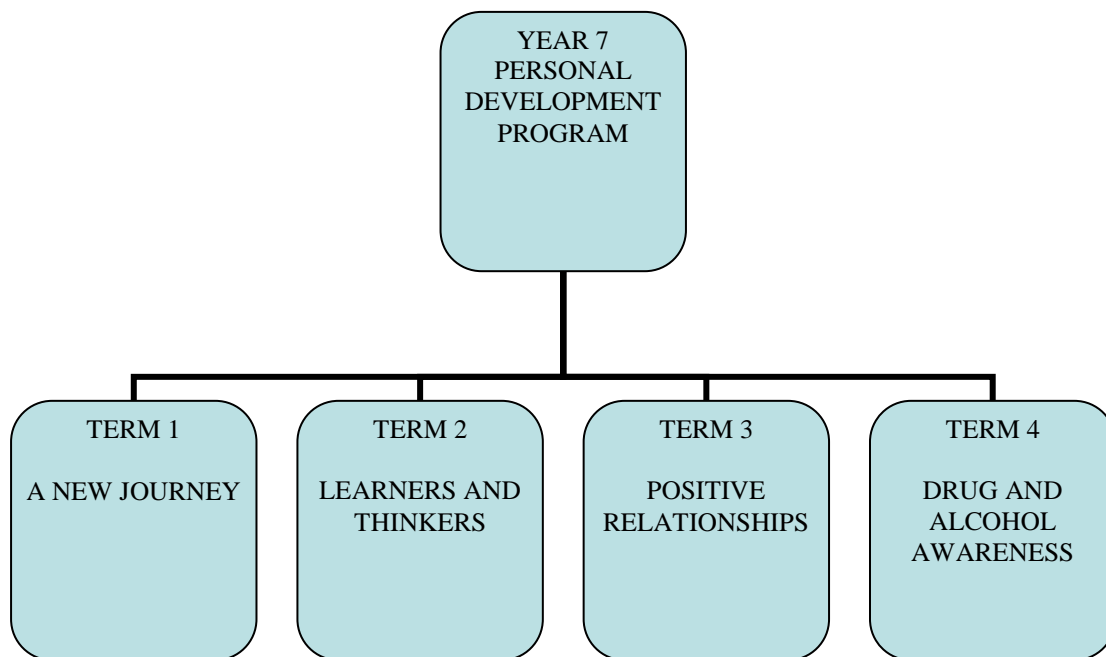 YEAR 7
PERSONAL
DEVELOPMENT
PROGRAM
TERM 1
A NEW JOURNEY
TERM 2
LEARNERS AND
THINKERS
TERM 3
POSITIVE
RELATIONSHIPS
TERM 4
DRUG AND
ALCOHOL
AWARENESS